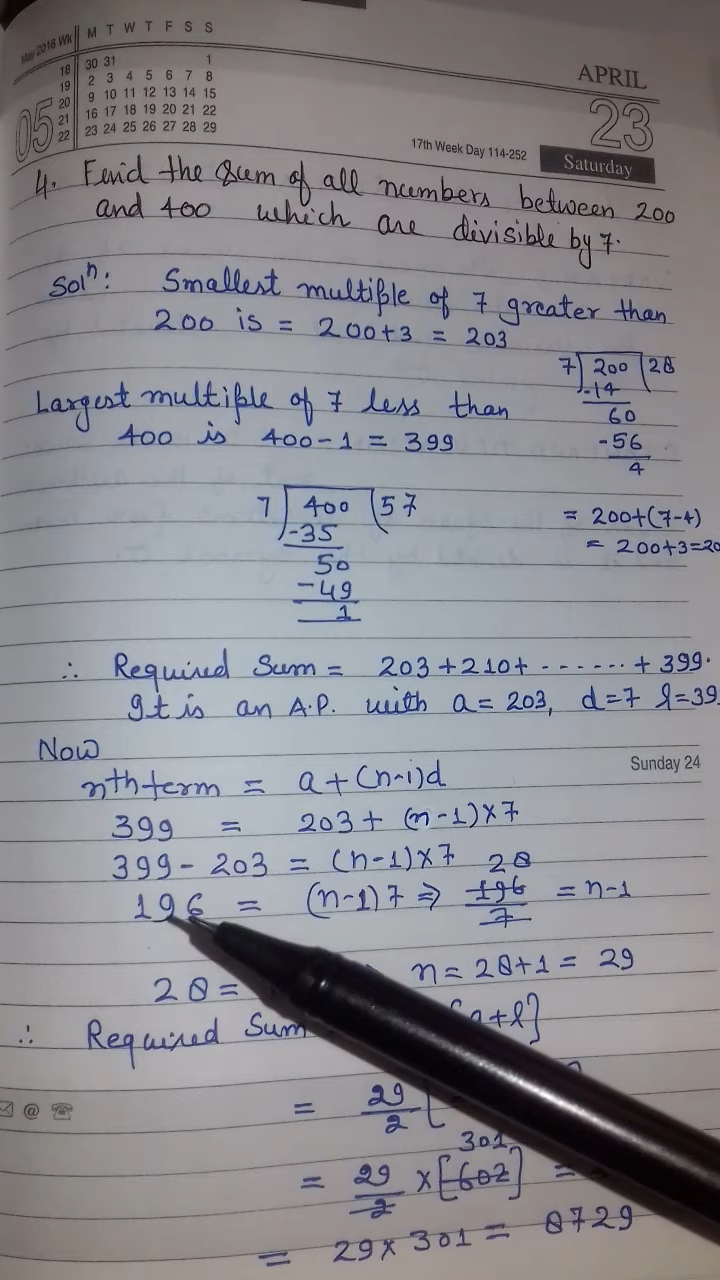 May 2016 Wk M T W T F S S
18 30 31 1
19 2 3 4 5 6 7 8
20 9 10 11 12 13 14 15
21 16 17 18 19 20 21 22
22 23 24 25 26 27 28 29
05
APRIL
23
17th Week Day 114-252
Saturday
4. Find the Sum of all numbers between 200
and 400 which are divisible by 7.
Solⁿ: Smallest multiple of 7 greater than
200 is = 200+3 = 203
7 200 28
-14
60
-56
4
Largest multiple of 7 less than
400 is 400-1 = 399
7 400 57
-35
50
-49
1
= 200+(7-4)
= 200+3=20
∴ Required Sum = 203+210+ ------ + 399.
It is an A.P. with a = 203, d=7 l=39
Now
Sunday 24
nth term = a+(n-1)d
399 = 203+ (n-1)×7
399 - 203 = (n-1)×7
28
196 = (n-1)7 ⇒ 196/7 = n-1
28 = n = 28+1 = 29
∴ Required Sum a+l]
= 29/2 [
301
= 29/2 × [602] =
= 29×301 = 8729